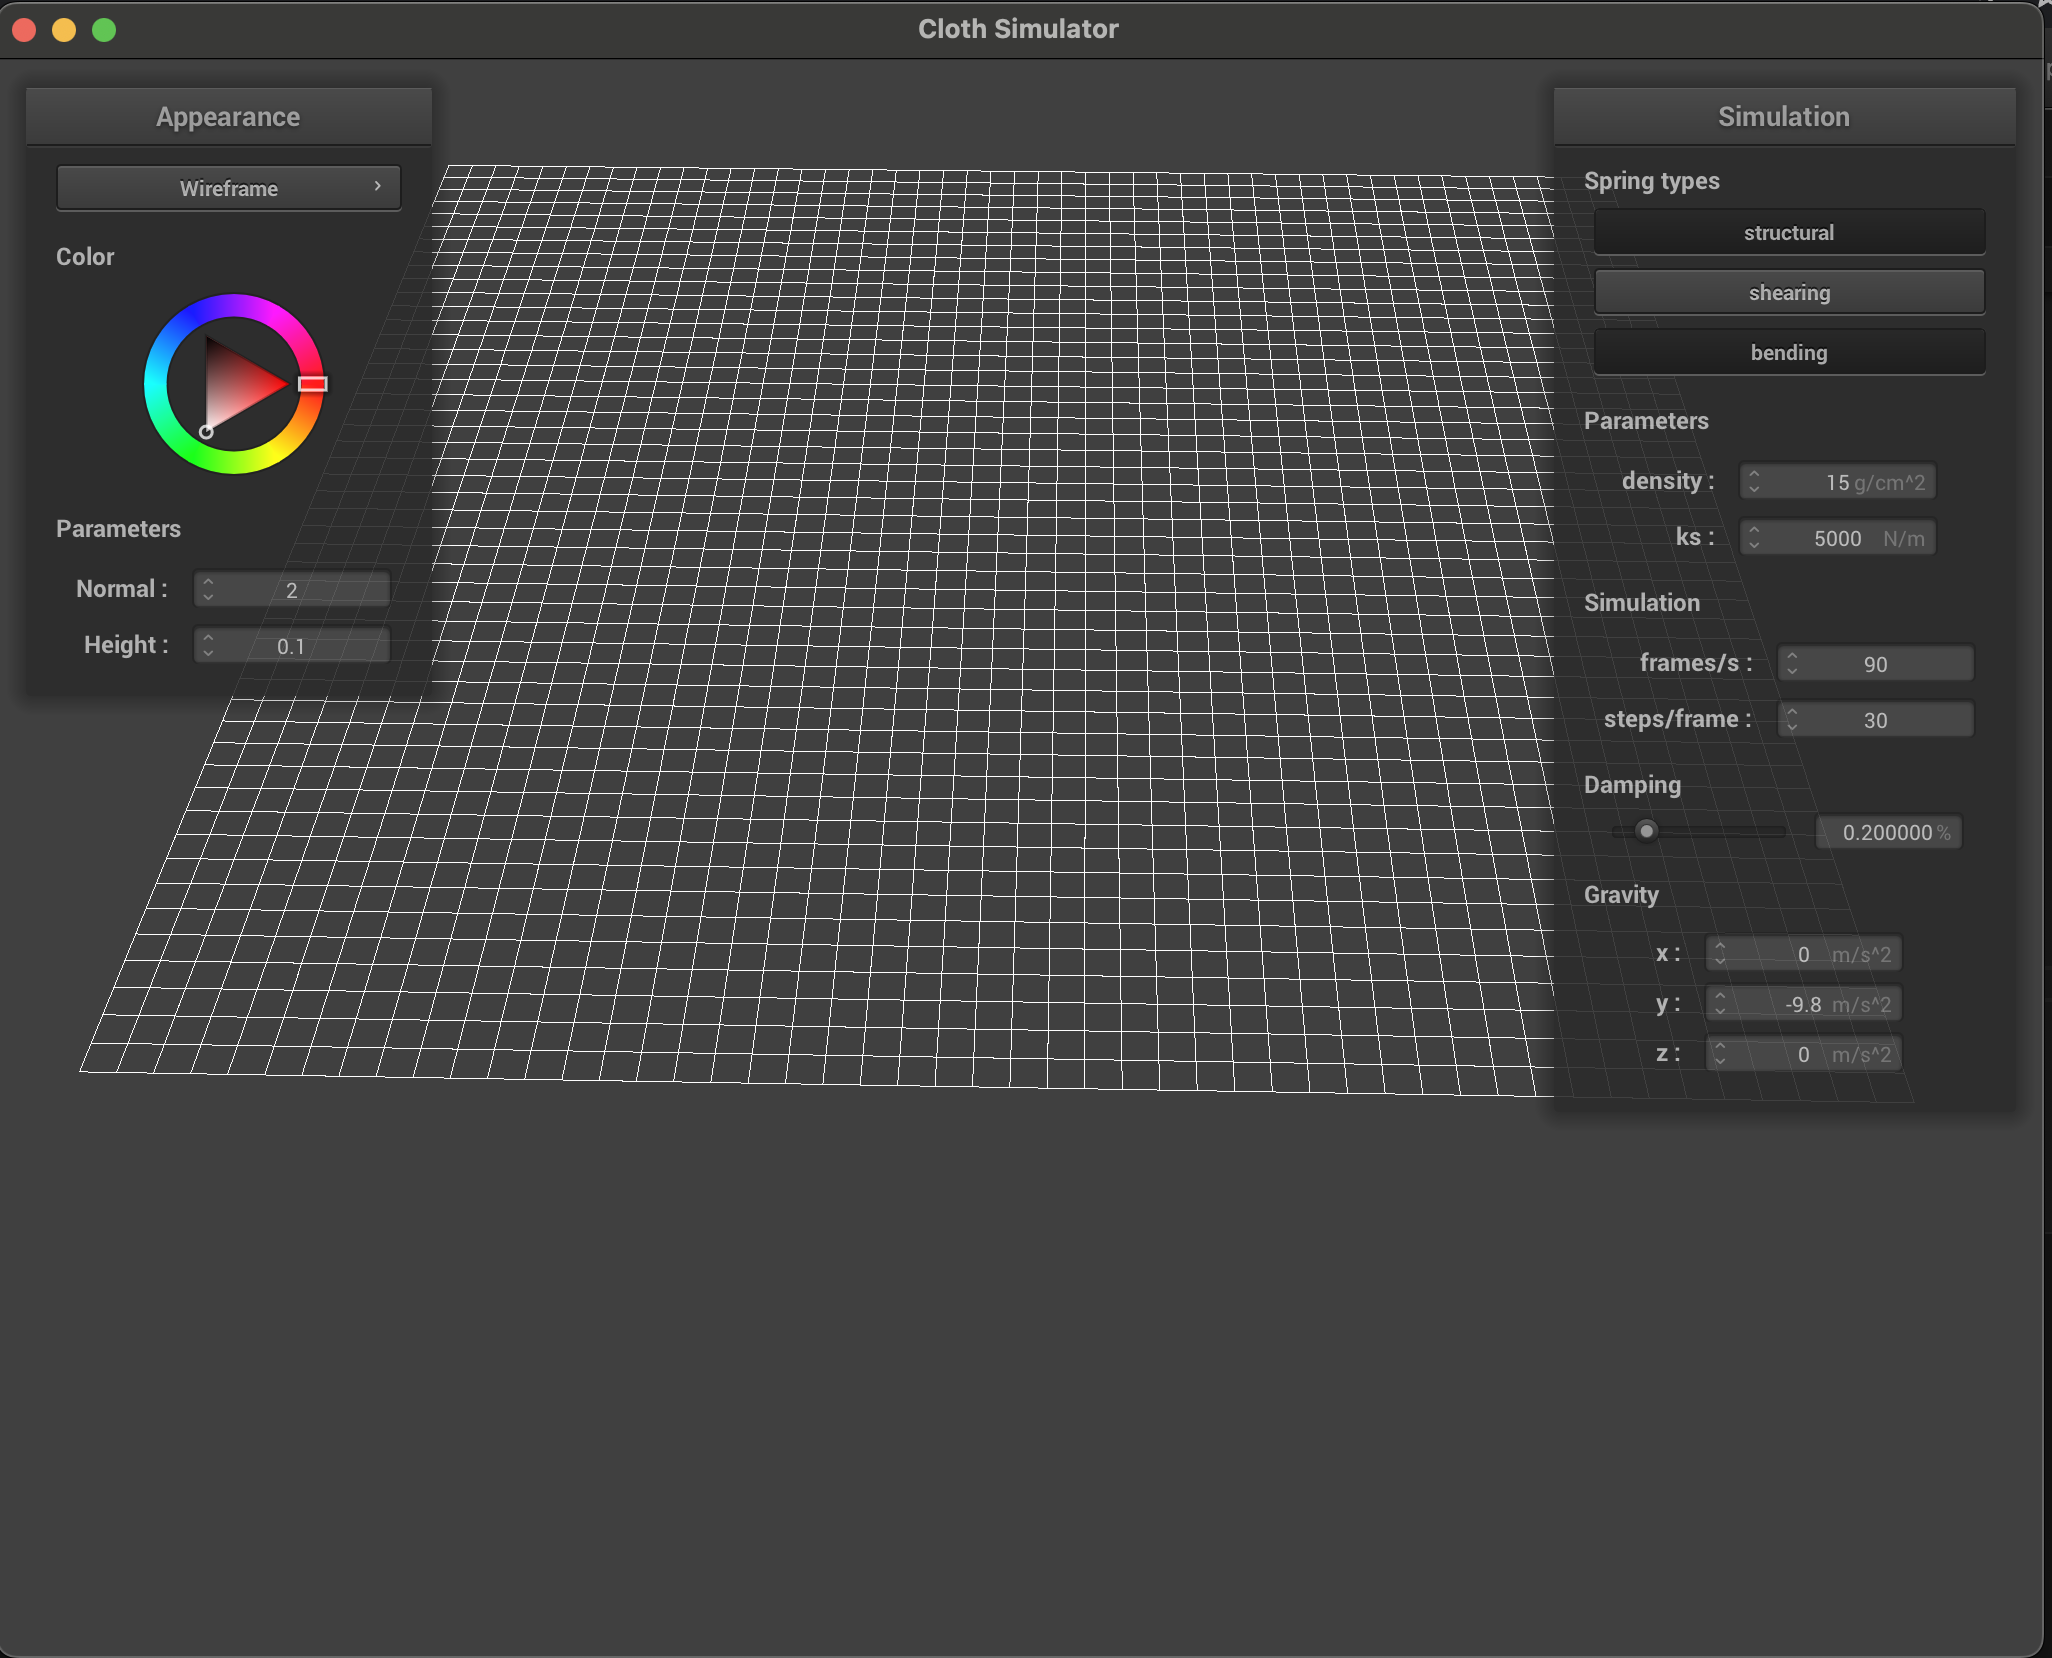 Cloth Simulator
Appearance
Wireframe
Color
Parameters
Normal : 2
Height : 0.1
Simulation
Spring types
structural
shearing
bending
Parameters
density : 15 g/cm^2
ks : 5000 N/m
Simulation
frames/s : 90
steps/frame : 30
Damping
0.200000 %
Gravity
x : 0 m/s^2
y : -9.8 m/s^2
z : 0 m/s^2